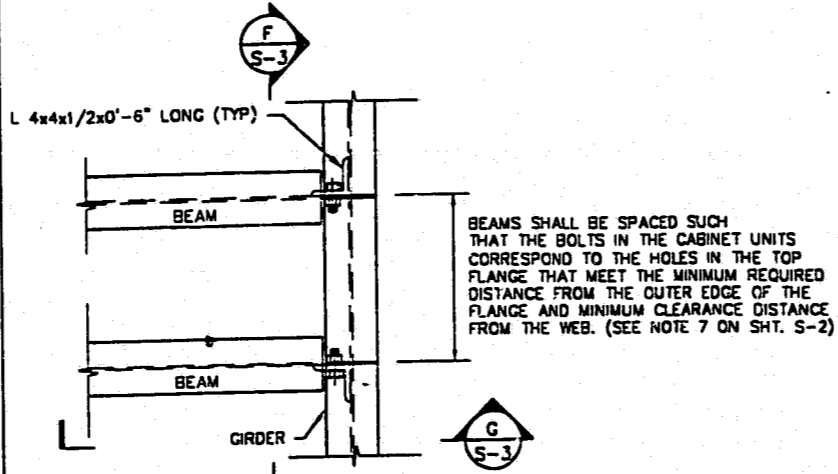 F
S-3
L 4x4x1/2x0'-6" LONG (TYP)
BEAM
BEAMS SHALL BE SPACED SUCH
THAT THE BOLTS IN THE CABINET UNITS
CORRESPOND TO THE HOLES IN THE TOP
FLANGE THAT MEET THE MINIMUM REQUIRED
DISTANCE FROM THE OUTER EDGE OF THE
FLANGE AND MINIMUM CLEARANCE DISTANCE
FROM THE WEB. (SEE NOTE 7 ON SHT. S-2)
BEAM
GIRDER
G
S-3